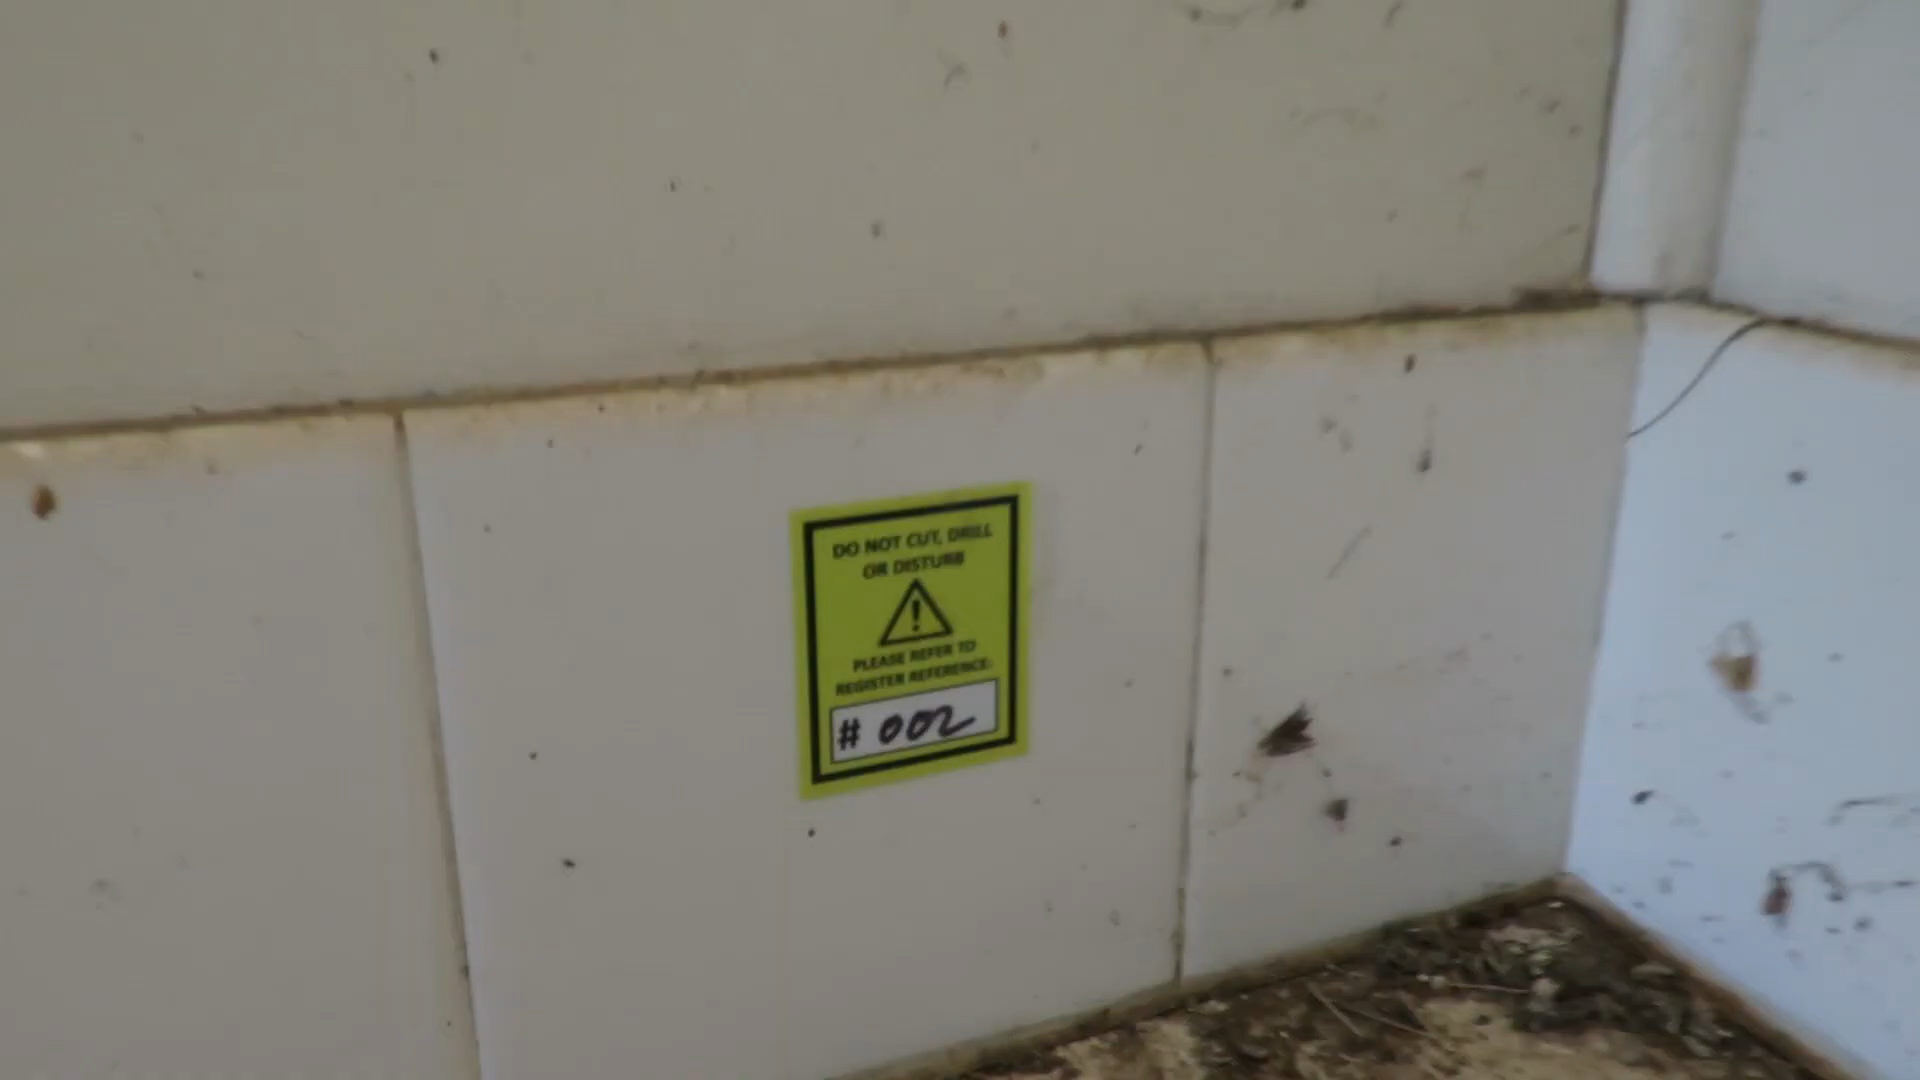 DO NOT CUT, DRILL
OR DISTURB
PLEASE REFER TO
REGISTER REFERENCE:
# 002